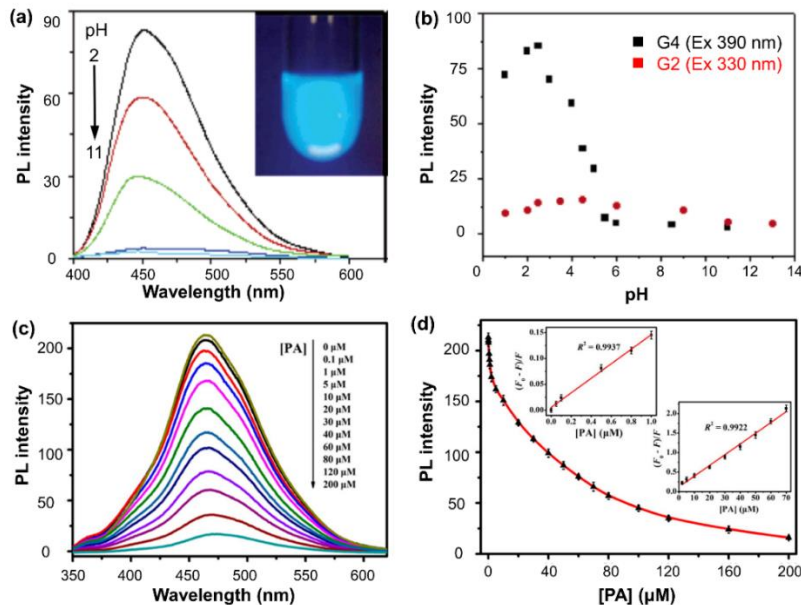 (a)
pH
2
11
PL intensity
90
60
30
0
400 450 500 550 600
Wavelength (nm)
(b)
G4 (Ex 390 nm)
G2 (Ex 330 nm)
PL intensity
100
75
50
25
0
0 2 4 6 8 10 12 14
pH
(c)
[PA]
0 μM
0.1 μM
1 μM
5 μM
10 μM
20 μM
30 μM
40 μM
60 μM
80 μM
120 μM
200 μM
PL intensity
200
150
100
50
0
350 400 450 500 550 600
Wavelength (nm)
(d)
PL intensity
200
150
100
50
0
0 40 80 120 160 200
[PA] (μM)
R² = 0.9937
(F₀ - F)/F
0.15
0.10
0.05
0.00
0.0 0.2 0.4 0.6 0.8 1.0
[PA] (μM)
R² = 0.9922
(F₀ - F)/F
2.0
1.5
1.0
0.5
0.0
0 10 20 30 40 50 60 70
[PA] (μM)